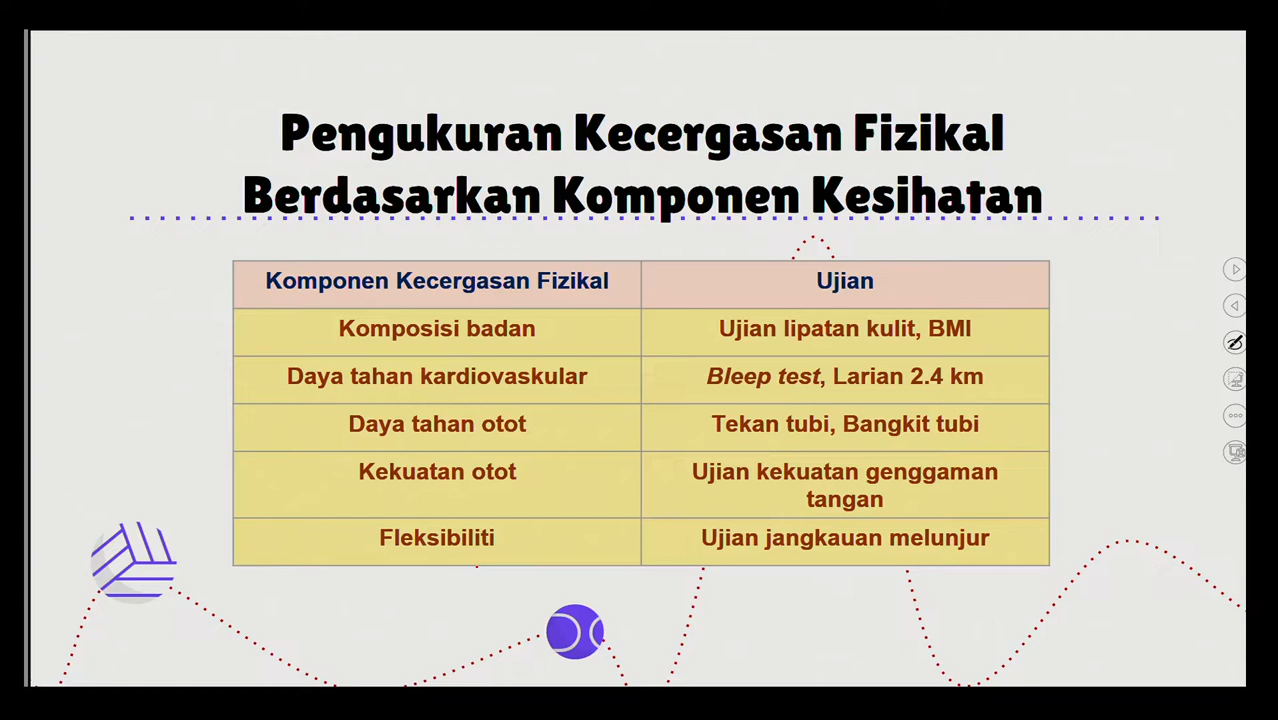 Pengukuran Kecergasan Fizikal
Berdasarkan Komponen Kesihatan
Komponen Kecergasan Fizikal
Ujian
Komposisi badan
Ujian lipatan kulit, BMI
Daya tahan kardiovaskular
Bleep test, Larian 2.4 km
Daya tahan otot
Tekan tubi, Bangkit tubi
Kekuatan otot
Ujian kekuatan genggaman
tangan
Fleksibiliti
Ujian jangkauan melunjur